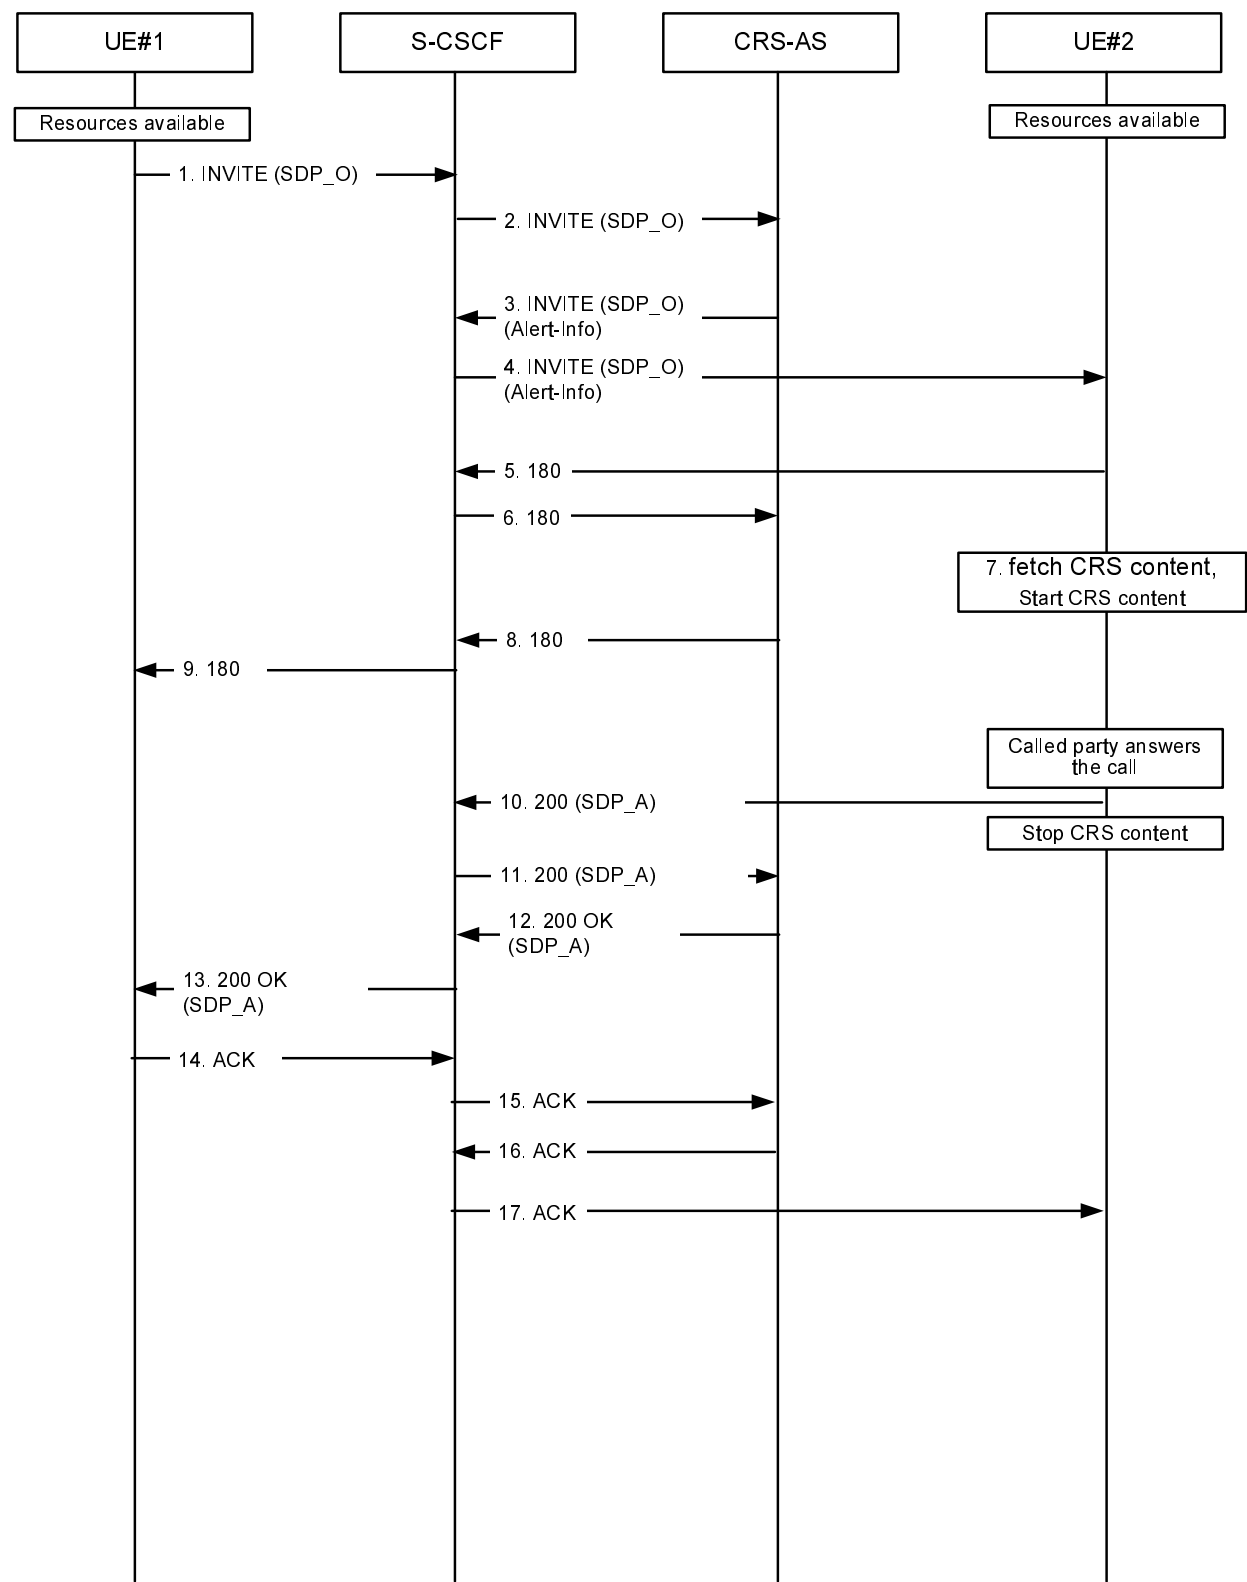 UE#1
S-CSCF
CRS-AS
UE#2
Resources available
Resources available
1. INVITE (SDP_O)
2. INVITE (SDP_O)
3. INVITE (SDP_O)
(Alert-Info)
4. INVITE (SDP_O)
(Alert-Info)
5. 180
6. 180
7. fetch CRS content,
Start CRS content
8. 180
9. 180
Called party answers
the call
10. 200 (SDP_A)
Stop CRS content
11. 200 (SDP_A)
12. 200 OK
(SDP_A)
13. 200 OK
(SDP_A)
14. ACK
15. ACK
16. ACK
17. ACK